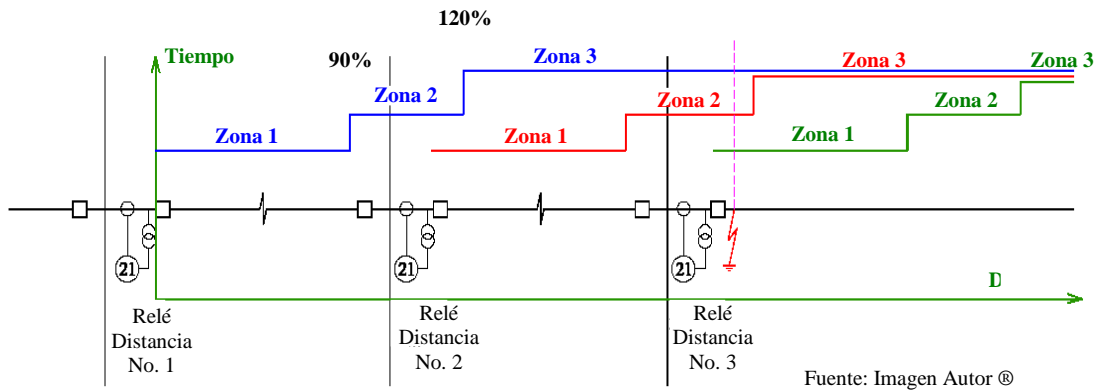 120%
Tiempo
90%
Zona 3
Zona 3
Zona 3
Zona 2
Zona 2
Zona 2
Zona 1
Zona 1
Zona 1
21
21
21
D
Relé
Distancia
No. 1
Relé
Distancia
No. 2
Relé
Distancia
No. 3
Fuente: Imagen Autor ®